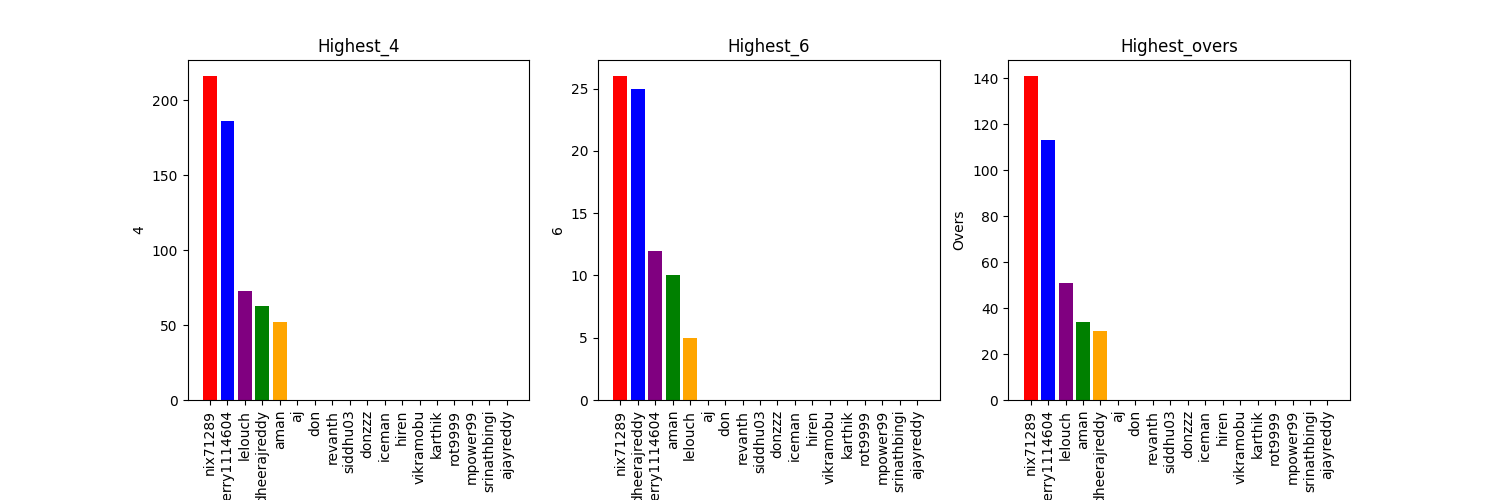 Highest_4
4
200
150
100
50
0
nix71289
erry1114604
lelouch
dheerajreddy
aman
aj
don
revanth
siddhu03
donzzz
iceman
hiren
vikramobu
karthik
rot9999
mpower99
srinathbingi
ajayreddy
Highest_6
6
25
20
15
10
5
0
nix71289
dheerajreddy
erry1114604
aman
lelouch
aj
don
revanth
siddhu03
donzzz
iceman
hiren
vikramobu
karthik
rot9999
mpower99
srinathbingi
ajayreddy
Highest_overs
Overs
140
120
100
80
60
40
20
0
nix71289
erry1114604
lelouch
aman
dheerajreddy
aj
don
revanth
siddhu03
donzzz
iceman
hiren
vikramobu
karthik
rot9999
mpower99
srinathbingi
ajayreddy